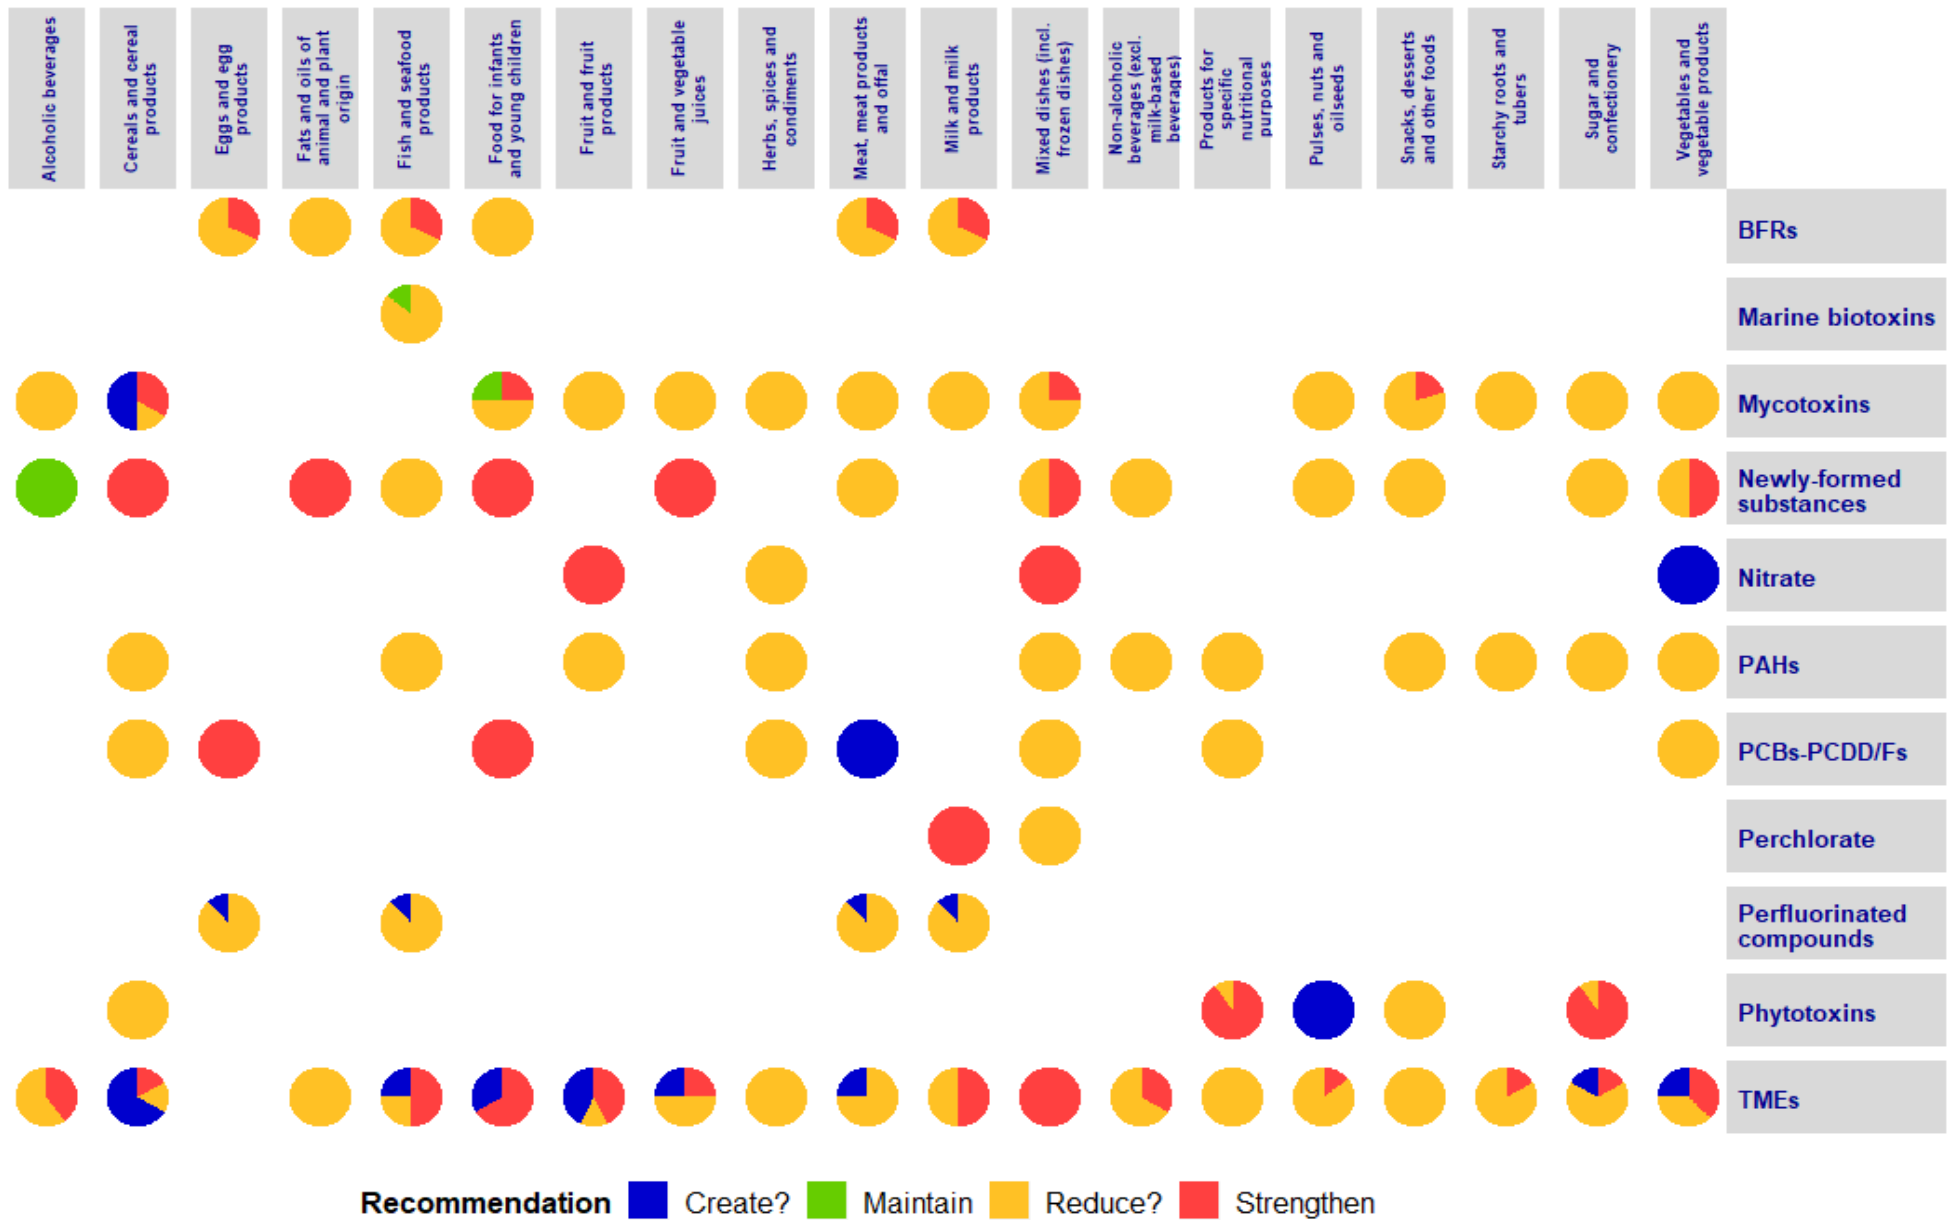 Alcoholic beverages
Cereals and cereal
products
Eggs and egg
products
Fats and oils of
animal and plant
origin
Fish and seafood
products
Food for infants
and young children
Fruit and fruit
products
Fruit and vegetable
juices
Herbs, spices and
condiments
Meat, meat products
and offal
Milk and milk
products
Mixed dishes (incl.
frozen dishes)
Non-alcoholic
beverages (excl.
milk-based
beverages)
Products for
specific
nutritional
purposes
Pulses, nuts and
oilseeds
Snacks, desserts
and other foods
Starchy roots and
tubers
Sugar and
confectionery
Vegetables and
vegetable products
BFRs
Marine biotoxins
Mycotoxins
Newly-formed
substances
Nitrate
PAHs
PCBs-PCDD/Fs
Perchlorate
Perfluorinated
compounds
Phytotoxins
TMEs
Recommendation Create? Maintain Reduce? Strengthen